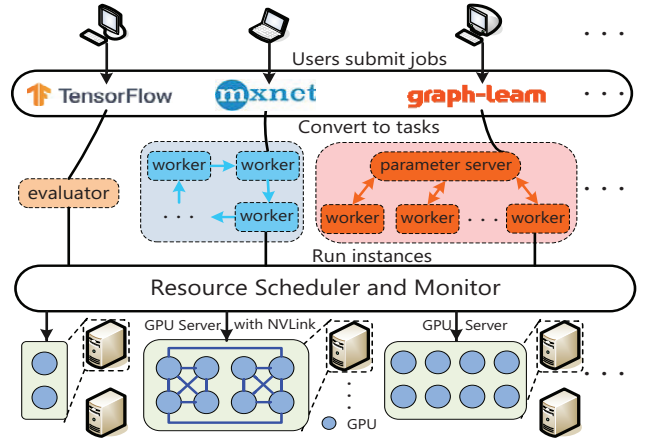 Users submit jobs
. . .
TensorFlow
mxnet
graph-learn
. . .
Convert to tasks
worker
worker
parameter server
evaluator
. . .
worker
worker
worker
. . .
worker
. . .
Run instances
Resource Scheduler and Monitor
GPU Server
with NVLink
GPU Server
. . .
GPU